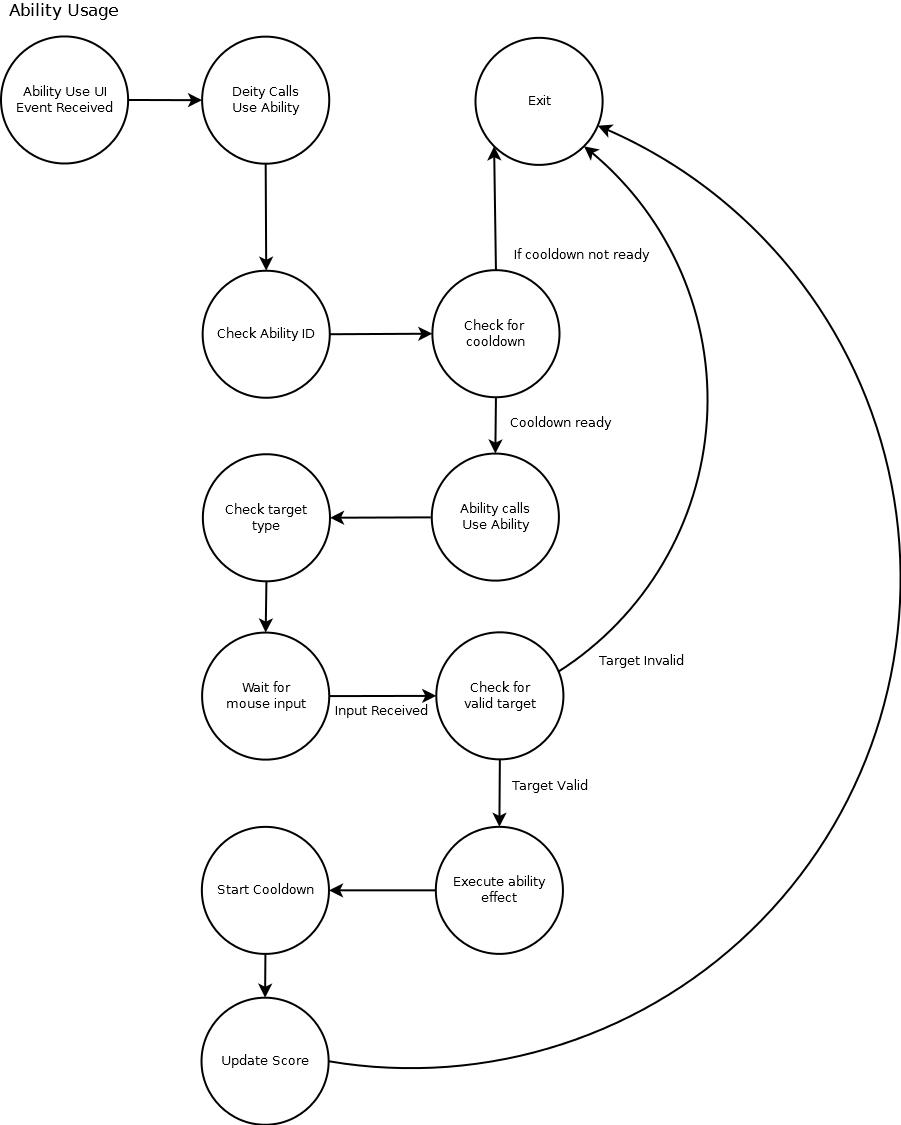 Ability Usage
Ability Use UI
Event Received
Deity Calls
Use Ability
Exit
If cooldown not ready
Check Ability ID
Check for
cooldown
Cooldown ready
Check target
type
Ability calls
Use Ability
Target Invalid
Wait for
mouse input
Input Received
Check for
valid target
Target Valid
Start Cooldown
Execute ability
effect
Update Score